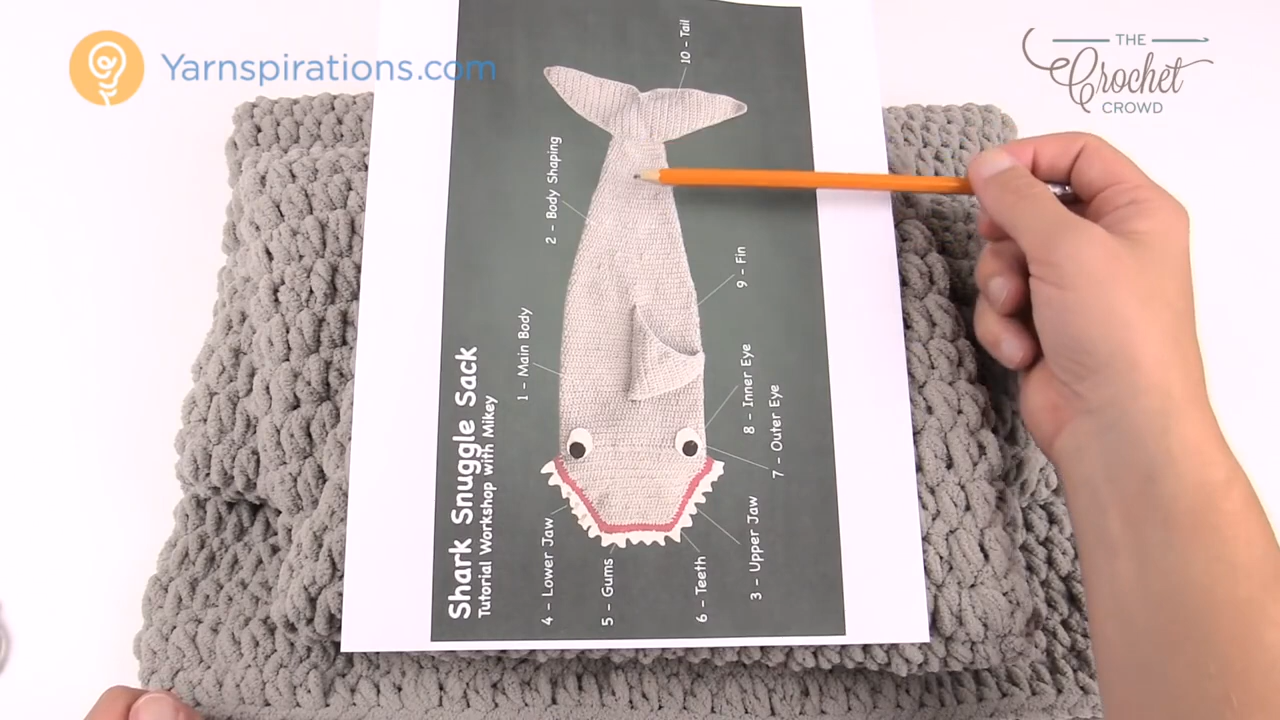 Yarnspirations.com
THE
Crochet
CROWD
Shark Snuggle Sack
Tutorial Workshop with Mikey
1 - Main Body
2 - Body Shaping
3 - Upper Jaw
4 - Lower Jaw
5 - Gums
6 - Teeth
7 - Outer Eye
8 - Inner Eye
9 - Fin
10 - Tail